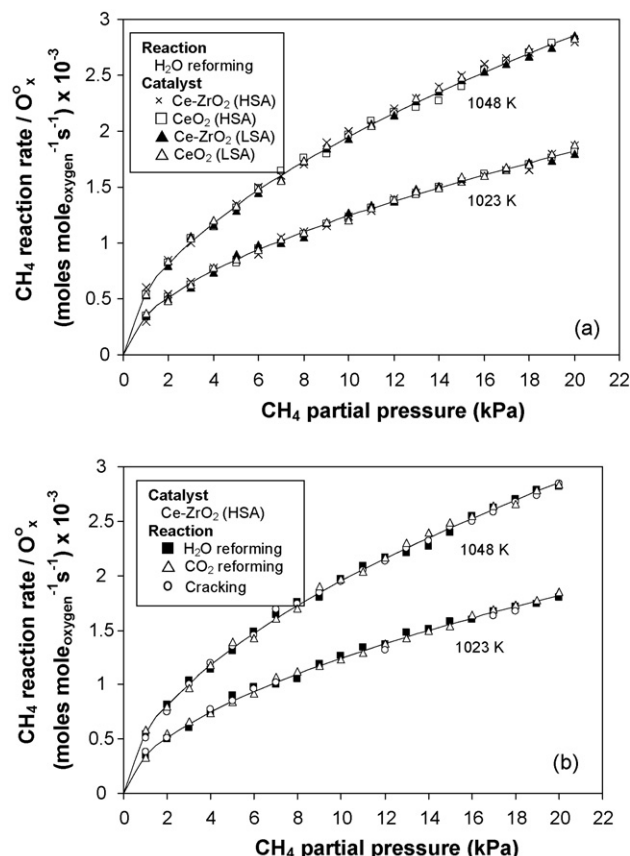 CH₄ reaction rate / Oᵒₓ
(moles moleₒₓygₑₙ⁻¹s⁻¹) x 10⁻³
3
2.5
2
1.5
1
0.5
0
Reaction
H₂O reforming
Catalyst
× Ce-ZrO₂ (HSA)
□ CeO₂ (HSA)
▲ Ce-ZrO₂ (LSA)
△ CeO₂ (LSA)
1048 K
1023 K
(a)
0 2 4 6 8 10 12 14 16 18 20 22
CH₄ partial pressure (kPa)
CH₄ reaction rate / Oᵒₓ
(moles moleₒₓygₑₙ⁻¹s⁻¹) x 10⁻³
3
2.5
2
1.5
1
0.5
0
Catalyst
Ce-ZrO₂ (HSA)
Reaction
■ H₂O reforming
△ CO₂ reforming
○ Cracking
1048 K
1023 K
(b)
0 2 4 6 8 10 12 14 16 18 20 22
CH₄ partial pressure (kPa)